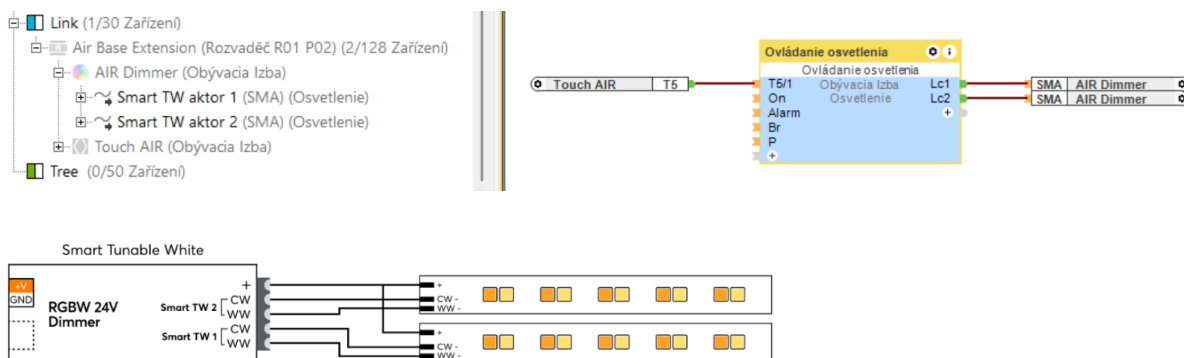 Link (1/30 Zařízení)
Air Base Extension (Rozvaděč R01 P02) (2/128 Zařízení)
AIR Dimmer (Obývacia Izba)
Smart TW aktor 1 (SMA) (Osvetlenie)
Smart TW aktor 2 (SMA) (Osvetlenie)
Touch AIR (Obývacia Izba)
Tree (0/50 Zařízení)
Ovládanie osvetlenia
Ovládanie osvetlenia
Touch AIR T5
T5/1 Obývacia Izba Lc1
On Osvetlenie Lc2
Alarm
Br
P
SMA AIR Dimmer
SMA AIR Dimmer
Smart Tunable White
+V
GND
RGBW 24V
Dimmer
+
Smart TW 2 CW
WW
Smart TW 1 CW
WW
+
CW -
WW -
+
CW -
WW -